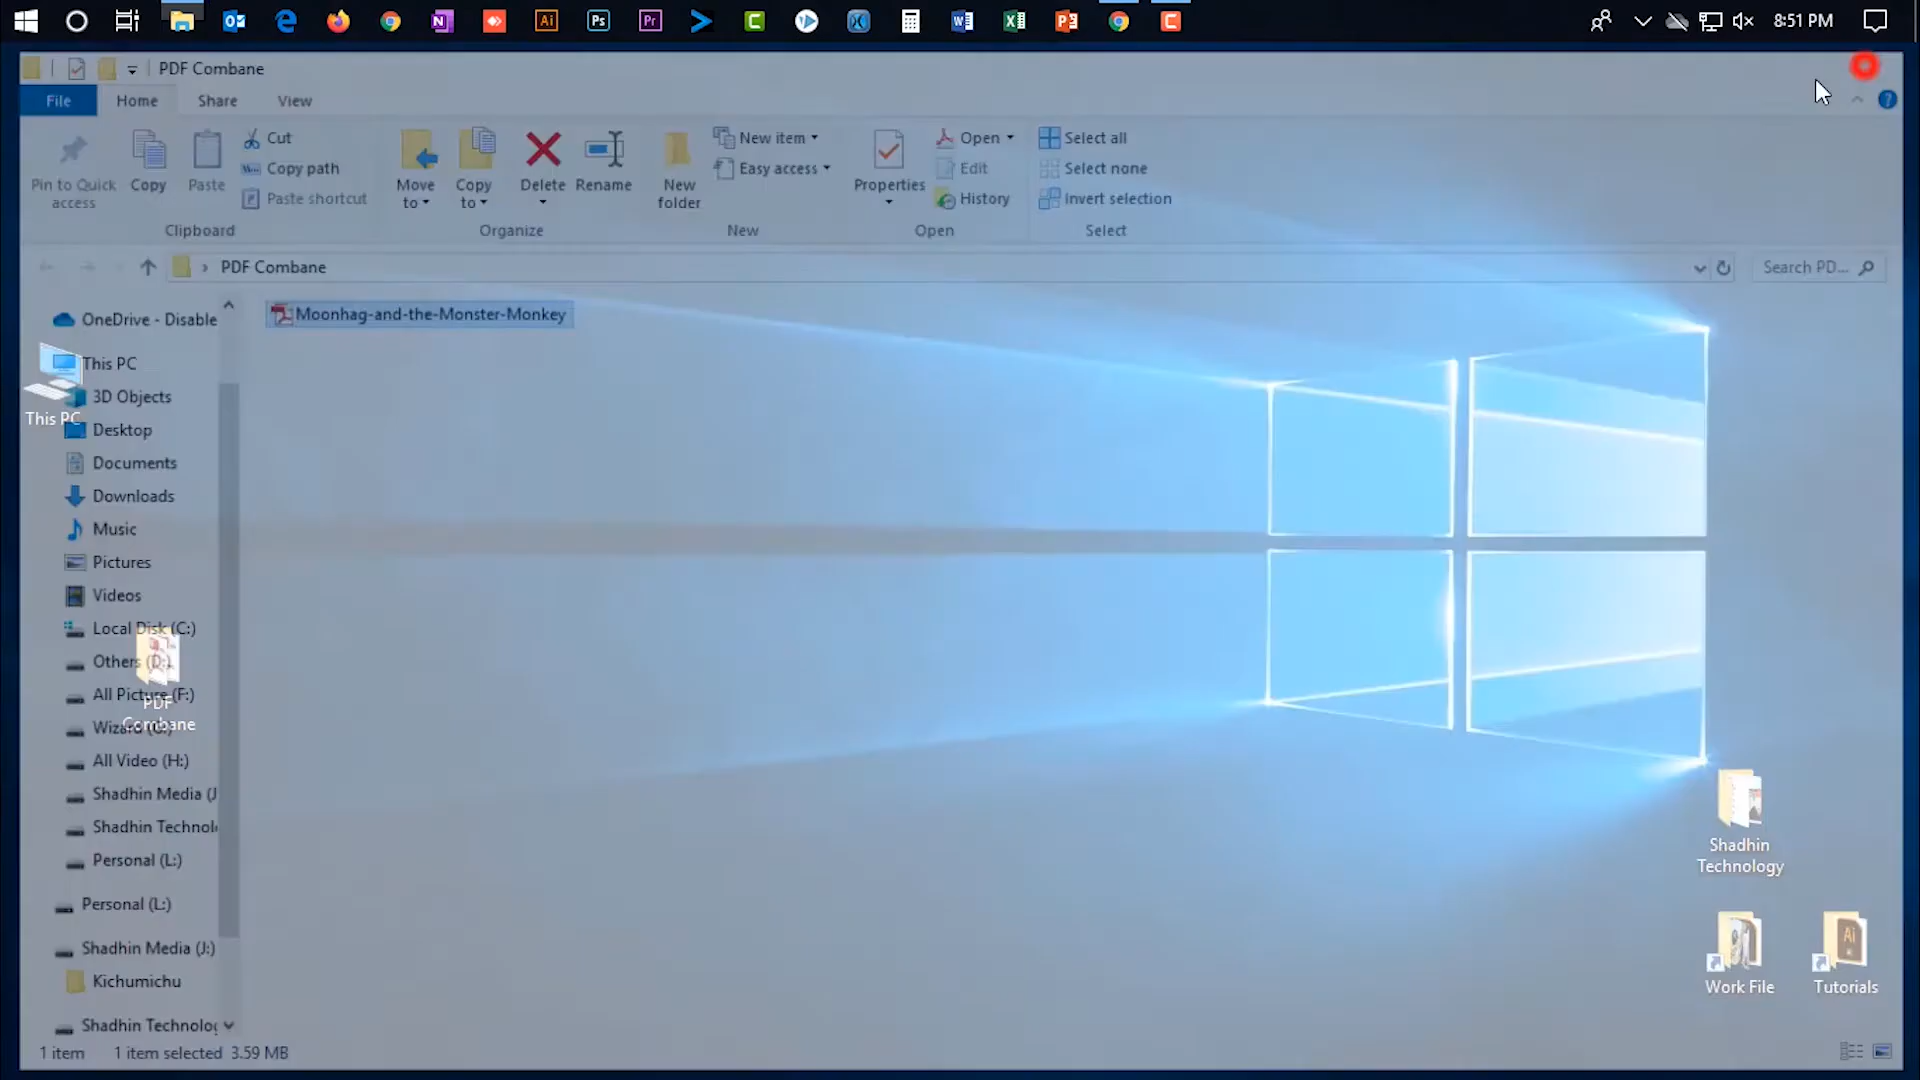 8:51 PM
PDF Combane
File Home Share View
Pin to Quick access
Copy
Paste
Cut
Copy path
Paste shortcut
Clipboard
Move to
Copy to
Delete
Rename
Organize
New folder
New item
Easy access
New
Properties
Open
Edit
History
Open
Select all
Select none
Invert selection
Select
PDF Combane
Search PD...
OneDrive - Disable
This PC
3D Objects
Desktop
Documents
Downloads
Music
Pictures
Videos
Local Disk (C:)
Others (D:)
All Picture (F:)
All Video (H:)
Shadhin Media (J
Shadhin Technol
Personal (L:)
Personal (L:)
Shadhin Media (J:)
Kichumichu
Shadhin Technolo
Moonhag-and-the-Monster-Monkey
This PC
PDF
Combane
Shadhin
Technology
Work File
Tutorials
Ai
Ps
Pr
1 item 1 item selected 3.59 MB